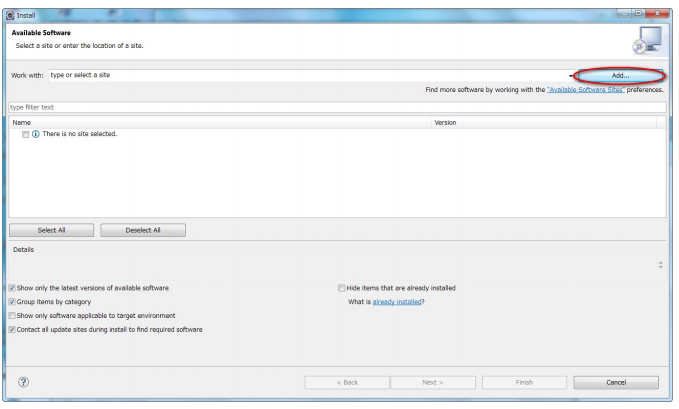 Install
Available Software
Select a site or enter the location of a site.
Work with: type or select a site Add...
Find more software by working with the "Available Software Sites" preferences.
type filter text
Name Version
There is no site selected.
Select All Deselect All
Details
Show only the latest versions of available software Hide items that are already installed
Group items by category What is already installed?
Show only software applicable to target environment
Contact all update sites during install to find required software
? < Back Next > Finish Cancel